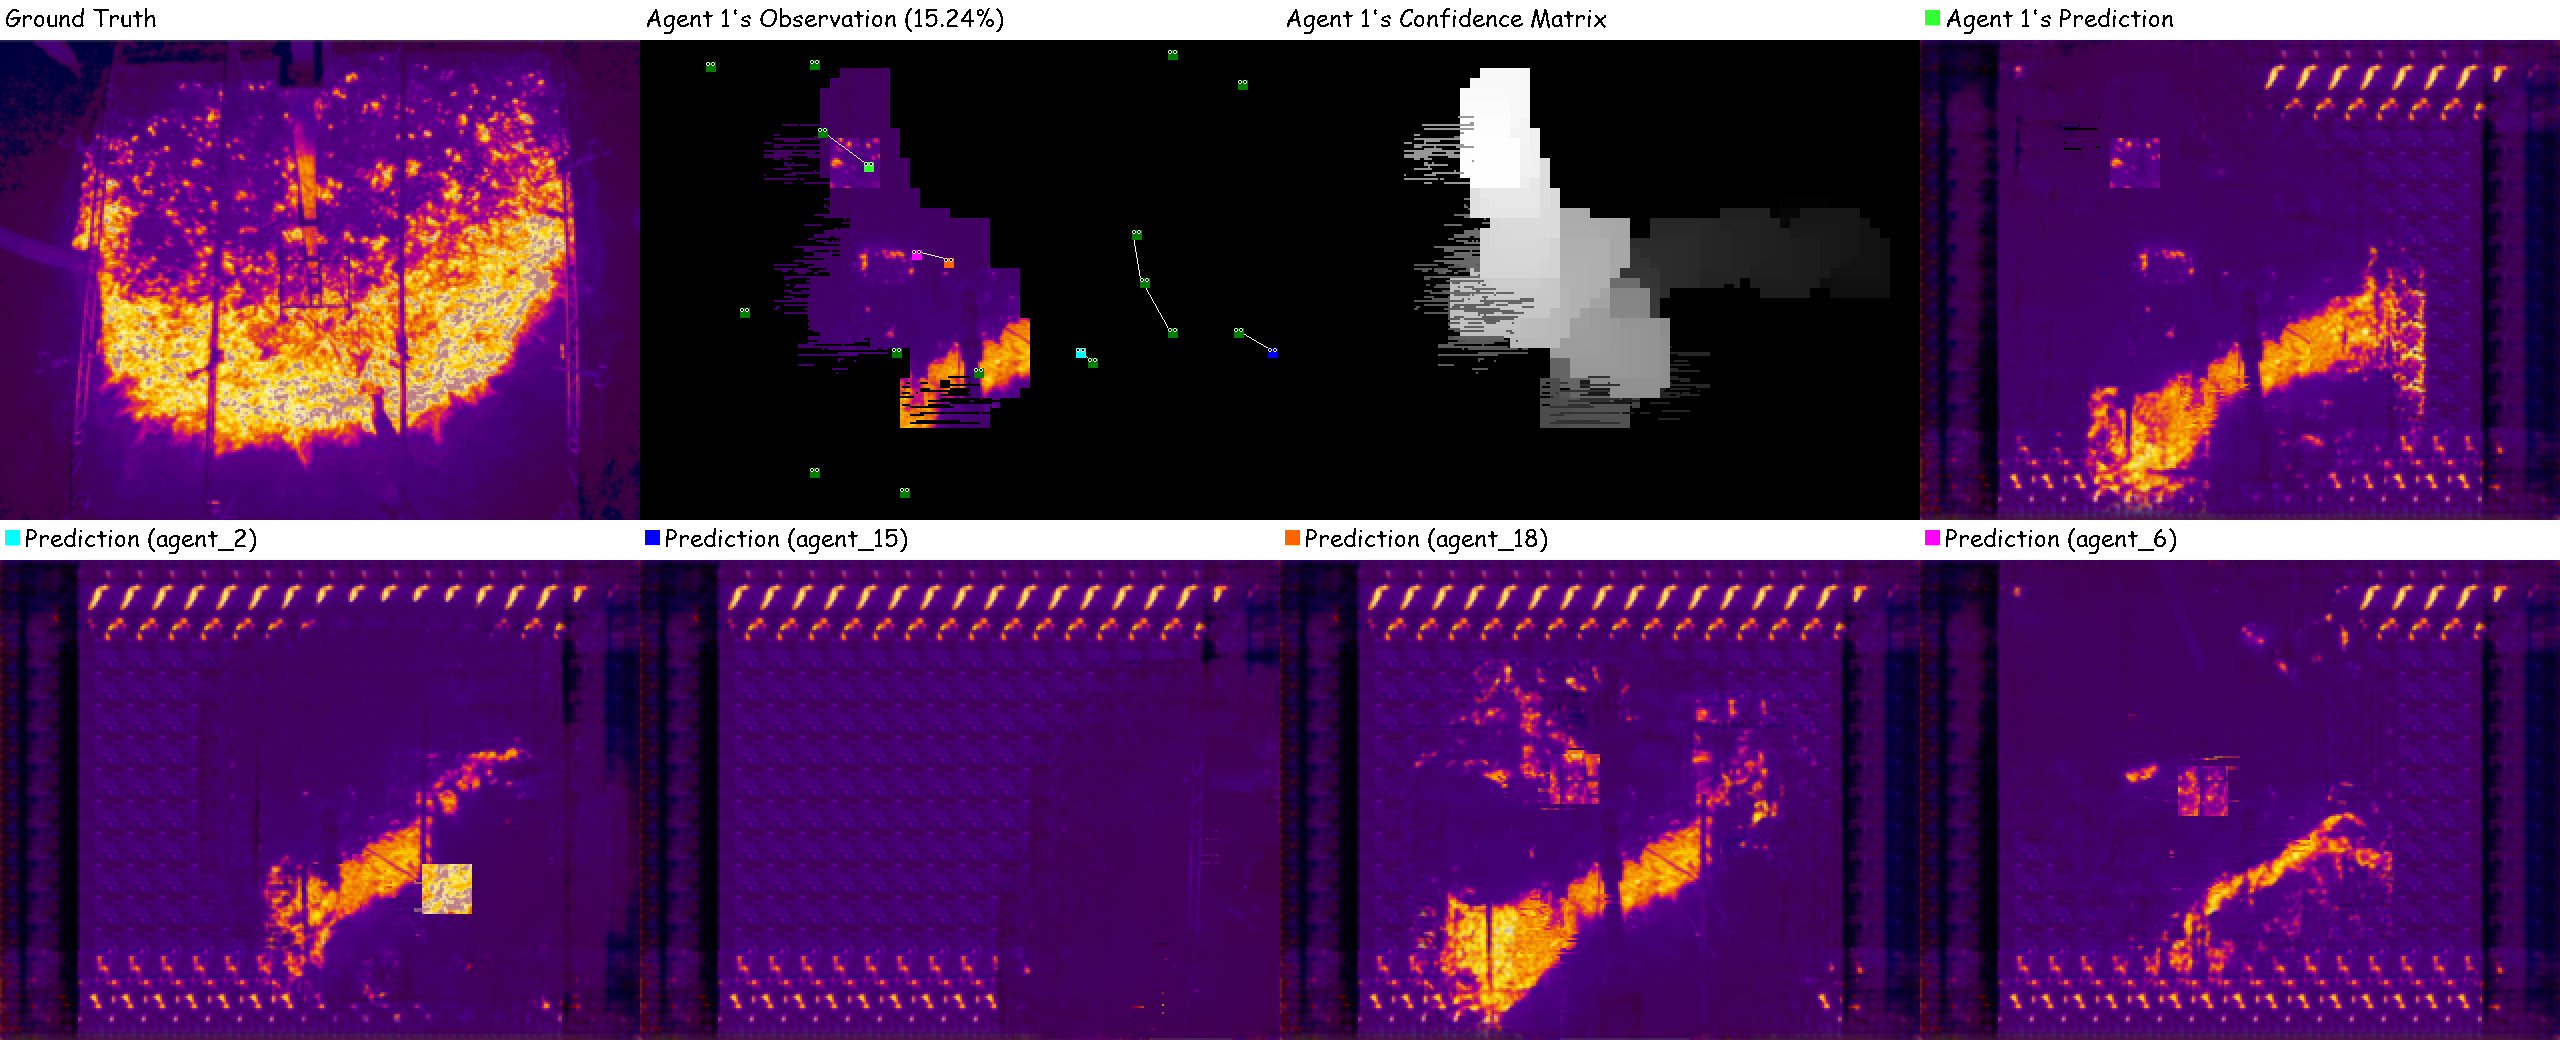 Ground Truth
Agent 1's Observation (15.24%)
Agent 1's Confidence Matrix
Agent 1's Prediction
Prediction (agent_2)
Prediction (agent_15)
Prediction (agent_18)
Prediction (agent_6)